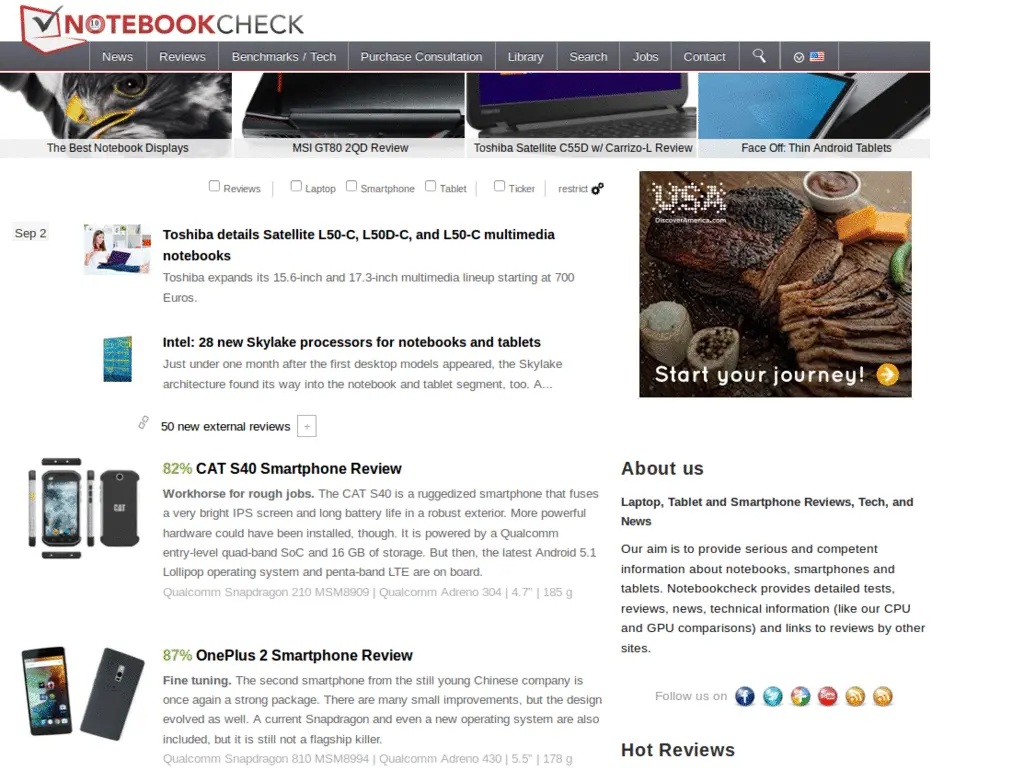 NOTEBOOKCHECK
News Reviews Benchmarks / Tech Purchase Consultation Library Search Jobs Contact
The Best Notebook Displays
MSI GT80 2QD Review
Toshiba Satellite C55D w/ Carrizo-L Review
Face Off: Thin Android Tablets
Reviews Laptop Smartphone Tablet Ticker restrict
USA
DiscoverAmerica.com
Start your journey!
Sep 2
Toshiba details Satellite L50-C, L50D-C, and L50-C multimedia
notebooks
Toshiba expands its 15.6-inch and 17.3-inch multimedia lineup starting at 700
Euros.
Intel: 28 new Skylake processors for notebooks and tablets
Just under one month after the first desktop models appeared, the Skylake
architecture found its way into the notebook and tablet segment, too. A...
50 new external reviews +
82% CAT S40 Smartphone Review
Workhorse for rough jobs. The CAT S40 is a ruggedized smartphone that fuses
a very bright IPS screen and long battery life in a robust exterior. More powerful
hardware could have been installed, though. It is powered by a Qualcomm
entry-level quad-band SoC and 16 GB of storage. But then, the latest Android 5.1
Lollipop operating system and penta-band LTE are on board.
Qualcomm Snapdragon 210 MSM8909 | Qualcomm Adreno 304 | 4.7" | 185 g
CAT
87% OnePlus 2 Smartphone Review
Fine tuning. The second smartphone from the still young Chinese company is
once again a strong package. There are many small improvements, but the design
evolved as well. A current Snapdragon and even a new operating system are also
included, but it is still not a flagship killer.
Qualcomm Snapdragon 810 MSM8994 | Qualcomm Adreno 430 | 5.5" | 178 g
About us
Laptop, Tablet and Smartphone Reviews, Tech, and
News
Our aim is to provide serious and competent
information about notebooks, smartphones and
tablets. Notebookcheck provides detailed tests,
reviews, news, technical information (like our CPU
and GPU comparisons) and links to reviews by other
sites.
Follow us on
Hot Reviews